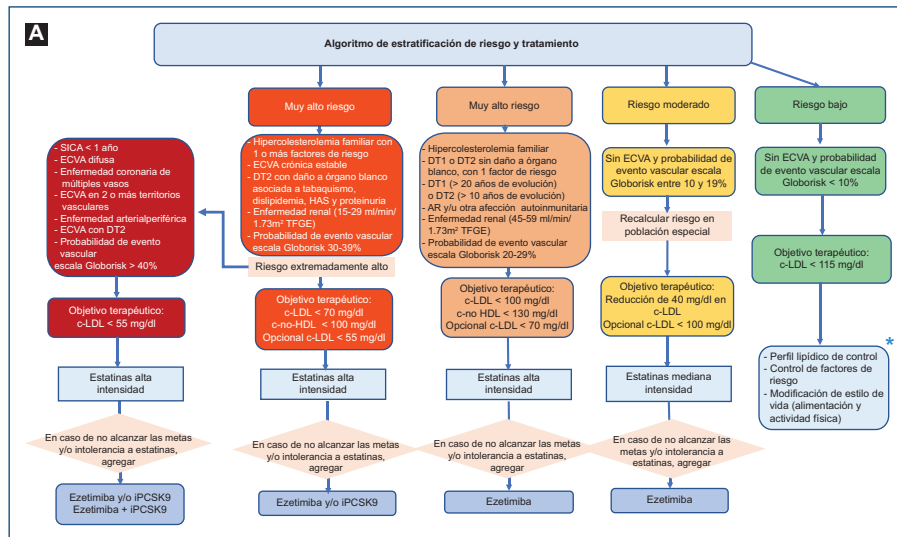 A
Algoritmo de estratificación de riesgo y tratamiento
Muy alto riesgo
Muy alto riesgo
Riesgo moderado
Riesgo bajo
- SICA < 1 año
- ECVA difusa
- Enfermedad coronaria de
múltiples vasos
- ECVA en 2 o más territorios
vasculares
- Enfermedad arterialperiférica
- ECVA con DT2
- Probabilidad de evento
vascular
escala Globorisk > 40%
- Hipercolesterolemia familiar con
1 o más factores de riesgo
ECVA crónica estable
- DT2 con daño a órgano blanco
asociada a tabaquismo,
dislipidemia, HAS y proteinuria
- Enfermedad renal (15-29 ml/min/
1.73m² TFGE)
- Probabilidad de evento vascular
escala Globorisk 30-39%
- Hipercolesterolemia familiar
- DT1 o DT2 sin daño a órgano
blanco, con 1 factor de riesgo
- DT1 (> 20 años de evolución)
o DT2 (> 10 años de evolución)
- AR y/u otra afección autoinmunitaria
- Enfermedad renal (45-59 ml/min/
1.73m² TFGE)
- Probabilidad de evento vascular
escala Globorisk 20-29%
Sin ECVA y probabilidad de
evento vascular escala
Globorisk entre 10 y 19%
Sin ECVA y probabilidad
de evento vascular escala
Globorisk < 10%
Riesgo extremadamente alto
Recalcular riesgo en
población especial
Objetivo terapéutico:
c-LDL < 55 mg/dl
Objetivo terapéutico:
c-LDL < 70 mg/dl
c-no-HDL < 100 mg/dl
Opcional c-LDL < 55 mg/dl
Objetivo terapéutico:
c-LDL < 100 mg/dl
c-no HDL < 130 mg/dl
Opcional c-LDL < 70 mg/dl
Objetivo terapéutico:
Reducción de 40 mg/dl en
c-LDL
Opcional c-LDL < 100 mg/dl
Objetivo terapéutico:
c-LDL < 115 mg/dl
*
- Perfil lipídico de control
- Control de factores de
riesgo
- Modificación de estilo de
vida (alimentación y
actividad física)
Estatinas alta
intensidad
Estatinas alta
intensidad
Estatinas alta
intensidad
Estatinas mediana
intensidad
En caso de no alcanzar las metas
y/o intolerancia a estatinas,
agregar
En caso de no alcanzar las metas
y/o intolerancia a estatinas,
agregar
En caso de no alcanzar las metas
y/o intolerancia a estatinas,
agregar
En caso de no alcanzar las
metas y/o intolerancia a
estatinas, agregar
Ezetimiba y/o iPCSK9
Ezetimiba + iPCSK9
Ezetimiba y/o iPCSK9
Ezetimiba
Ezetimiba